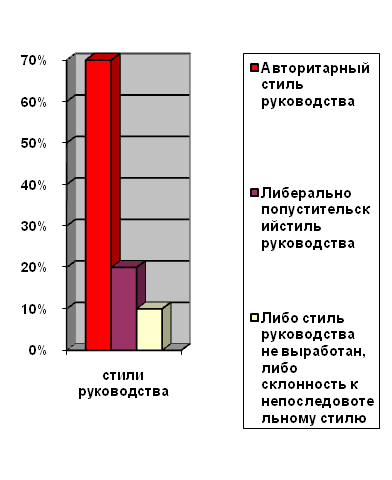 70%
60%
50%
40%
30%
20%
10%
0%
стили
руководства
Авторитарный
стиль
руководства
Либерально
попустительск
ийстиль
руководства
Либо стиль
руководства
не выработан,
либо
склонность к
непоследовоте
льному стилю